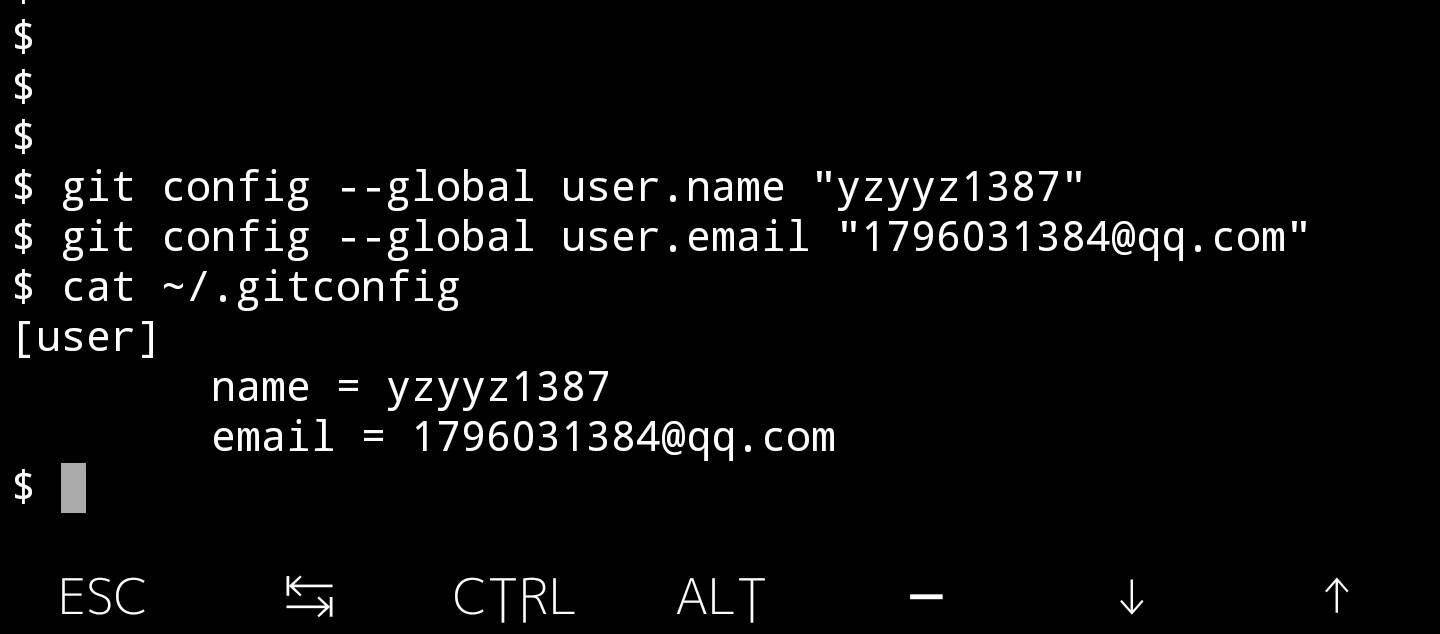 $
$
$
$ git config --global user.name "yzyyz1387"
$ git config --global user.email "1796031384@qq.com"
$ cat ~/.gitconfig
[user]
        name = yzyyz1387
        email = 1796031384@qq.com
$
ESC ↹ CTRL ALT — ↓ ↑